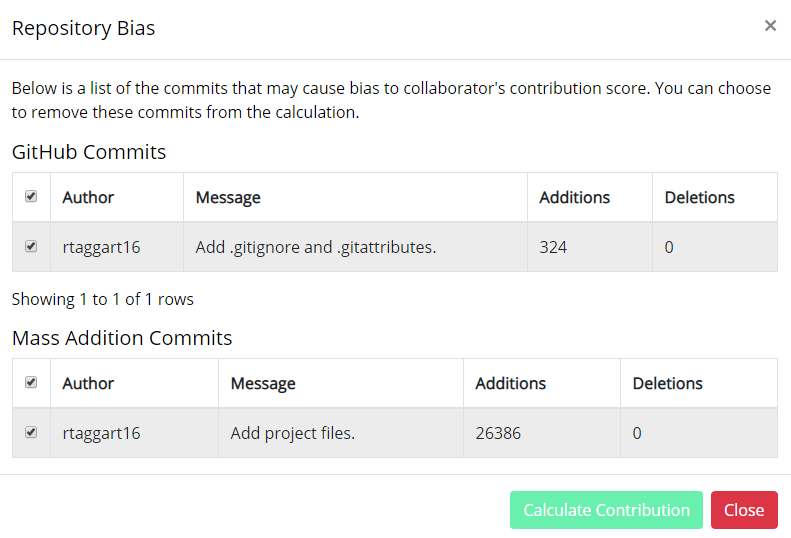 Repository Bias ×
Below is a list of the commits that may cause bias to collaborator's contribution score. You can choose
to remove these commits from the calculation.
GitHub Commits
Author Message Additions Deletions
rtaggart16 Add .gitignore and .gitattributes. 324 0
Showing 1 to 1 of 1 rows
Mass Addition Commits
Author Message Additions Deletions
rtaggart16 Add project files. 26386 0
Calculate Contribution Close